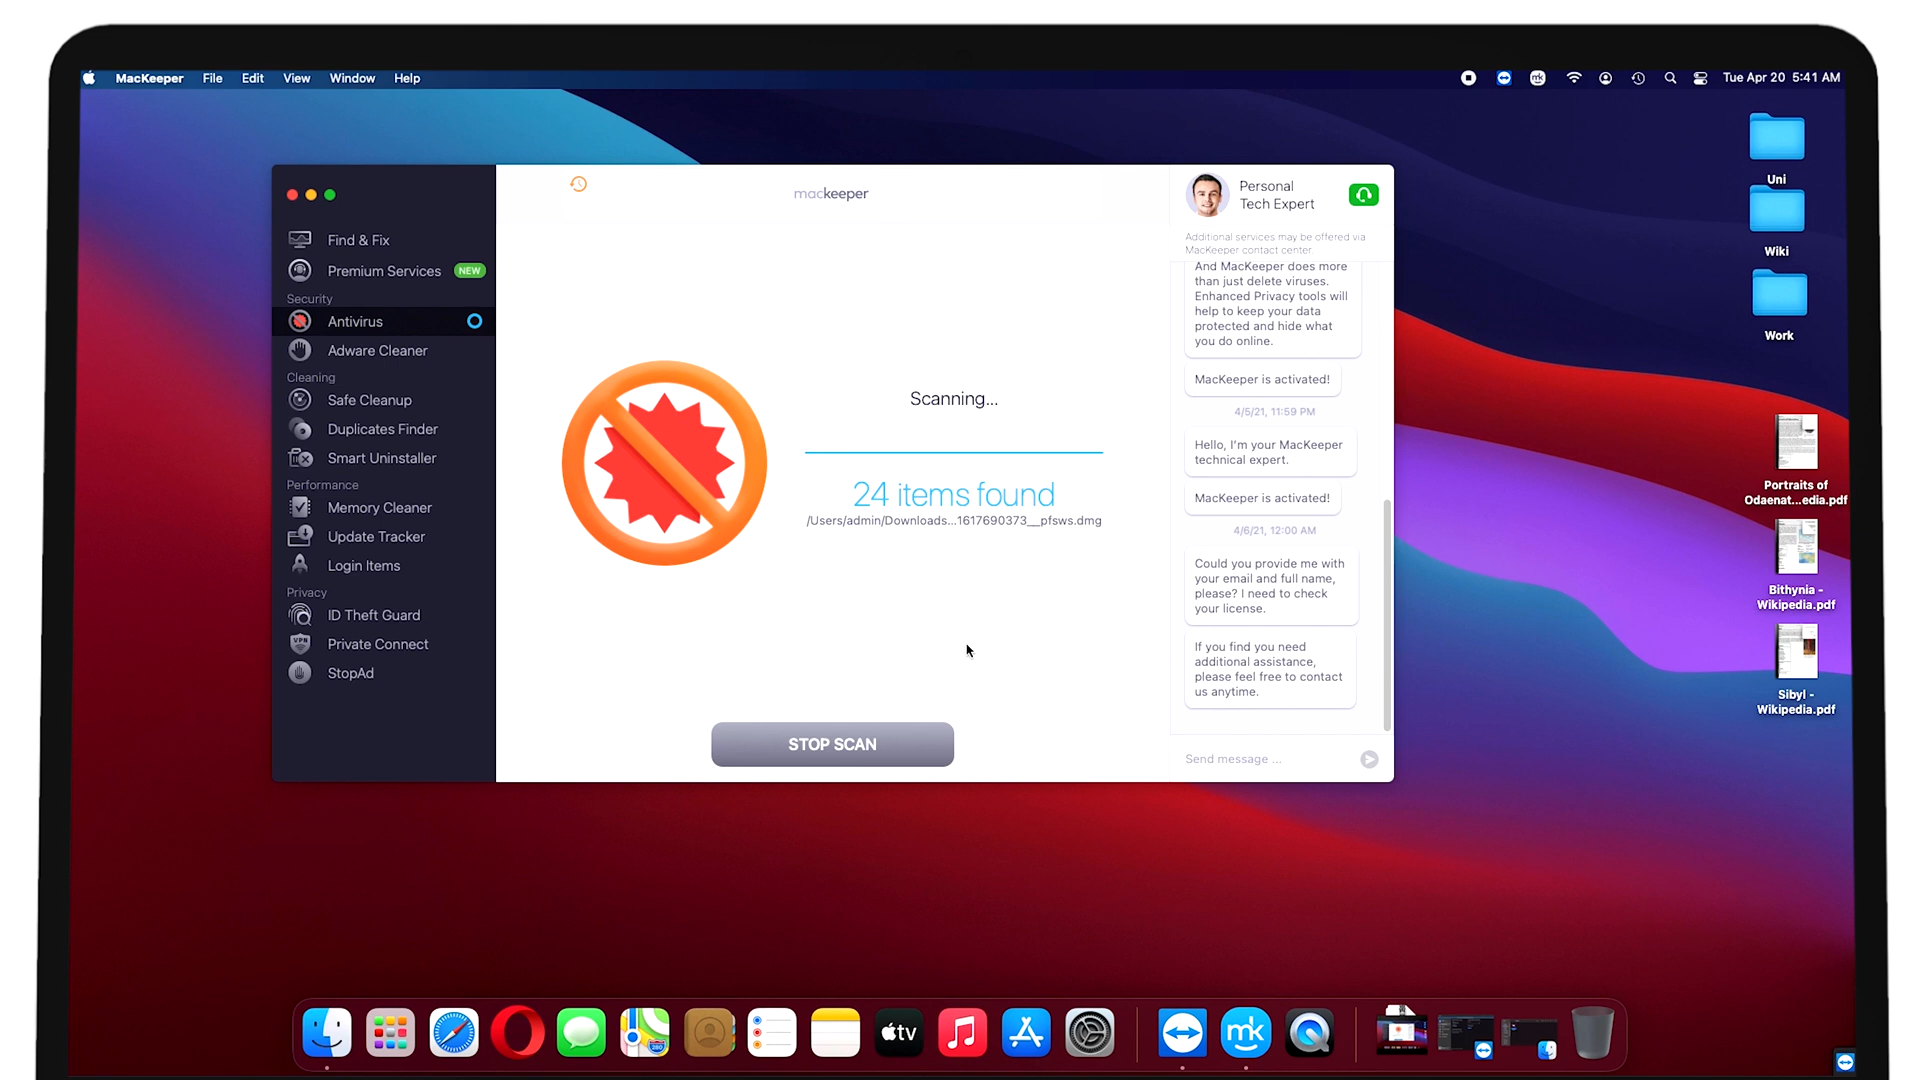 MacKeeper File Edit View Window Help
mk
Tue Apr 20 5:41 AM
Find & Fix
Premium Services NEW
Security
Antivirus
Adware Cleaner
Cleaning
Safe Cleanup
Duplicates Finder
Smart Uninstaller
Performance
Memory Cleaner
Update Tracker
Login Items
Privacy
ID Theft Guard
VPN
Private Connect
StopAd
mackeeper
Scanning...
24 items found
/Users/admin/Downloads...1617690373__pfsws.dmg
STOP SCAN
Personal
Tech Expert
Additional services may be offered via
MacKeeper contact center.
And MacKeeper does more
than just delete viruses.
Enhanced Privacy tools will
help to keep your data
protected and hide what
you do online.
MacKeeper is activated!
4/5/21, 11:59 PM
Hello, I'm your MacKeeper
technical expert.
MacKeeper is activated!
4/6/21, 12:00 AM
Could you provide me with
your email and full name,
please? I need to check
your license.
If you find you need
additional assistance,
please feel free to contact
us anytime.
Send message ...
Uni
Wiki
Work
Portraits of
Odaenat...edia.pdf
Bithynia -
Wikipedia.pdf
Sibyl -
Wikipedia.pdf
280
tv
mk